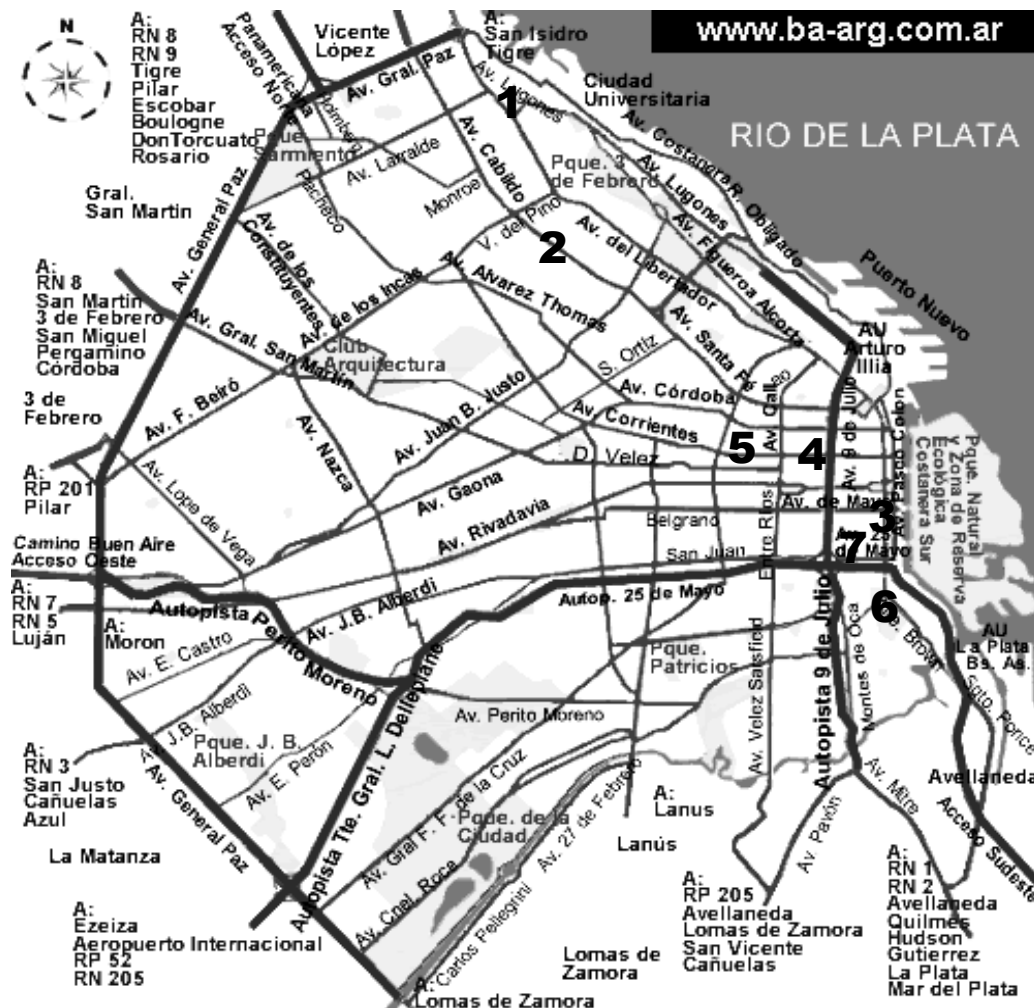 www.ba-arg.com.ar
N
A:
RN 8
RN 9
Tigre
Pilar
Escobar
Boulogne
DonTorcuato
Rosario
Panamericana
Acceso Norte
Vicente
López
A:
San Isidro
Tigre
Av. Gral. Paz
Av. Lugones
1
Ciudad
Universitaria
Av. Costanera R. Obligado
RIO DE LA PLATA
Holmberg
Pque.
Sarmiento
Av. Larralde
Av. Cabildo
Pque. 3
de Febrero
Av. Lugones
Gral.
San Martin
Pacheco
Monroe
V. del Pino
2
Av. del Libertador
Av. Figueroa Alcorta
Puerto Nuevo
Av. General Paz
Av. de los
Constituyentes
Av. de los Incas
Av. Alvarez Thomas
A:
RN 8
San Martin
3 de Febrero
San Miguel
Pergamino
Córdoba
Av. Gral. San Martín
Club
Arquitectura
S. Ortiz
Av. Santa Fé
AU
Arturo
Illia
3 de
Febrero
Av. F. Beiró
Av. Juan B. Justo
Av. Córdoba
Av. Corrientes
Av. Nazca
D. Velez
5
4
Av. 9 de Julio
Av. Paseo Colon
Pque. Natural
y Zona de Reserva
Ecológica
Costanera Sur
A:
RP 201
Pilar
Av. Lope de Vega
Av. Gaona
Av. Rivadavia
Belgrano
Av. de Mayo
3
Camino Buen Aire
Acceso Oeste
San Juan
Entre Rios
7
de Mayo
A:
RN 7
RN 5
Luján
A:
Moron
Autopista Perito Moreno
Av. J.B. Alberdi
Autop. 25 de Mayo
6
Av. E. Castro
Pque.
Patricios
Av. Velez Sarsfield
Autopista 9 de Julio
Montes de Oca
Brown
AU
La Plata
Bs. As.
Av. J.B. Alberdi
Pque. J. B.
Alberdi
Av. Perito Moreno
Sgto. Ponce
A:
RN 3
San Justo
Cañuelas
Azul
Av. General Paz
Av. E. Perón
Autopista Tte. Gral. L. Dellepiane
Av. Gral F. F. de la Cruz
Pque. de la
Ciudad
Av. 27 de Febrero
A:
Lanus
Lanús
Av. Pavón
Av. Mitre
Avellaneda
Acceso Sudeste
La Matanza
Av. Cnel. Roca
A:
Ezeiza
Aeropuerto Internacional
RP 52
RN 205
Carlos Pellegrini
A:
Lomas de Zamora
Lomas de
Zamora
A:
RP 205
Avellaneda
Lomas de Zamora
San Vicente
Cañuelas
A:
RN 1
RN 2
Avellaneda
Quilmes
Hudson
Gutierrez
La Plata
Mar del Plata